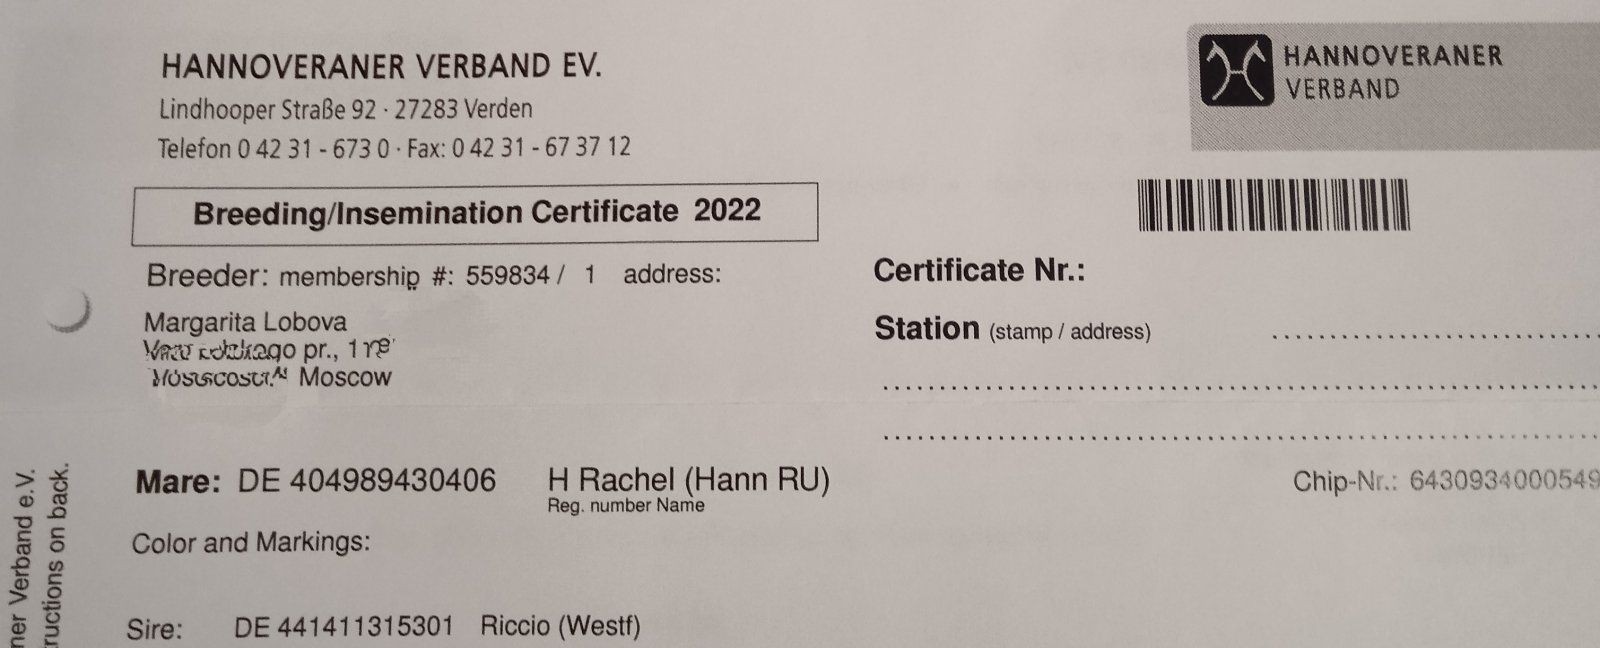 HANNOVERANER VERBAND EV.
Lindhooper Straße 92 · 27283 Verden
Telefon 0 42 31 - 673 0 · Fax: 0 42 31 - 67 37 12
HANNOVERANER
VERBAND
Breeding/Insemination Certificate 2022
Breeder: membership #: 559834 / 1 address:
Margarita Lobova
pr.,
Moscow
Certificate Nr.:
Station (stamp / address)
Mare: DE 404989430406 H Rachel (Hann RU)
Reg. number Name
Chip-Nr.: 6430934000549
Color and Markings:
Sire: DE 441411315301 Riccio (Westf)
ner Verband e.V.
ructions on back.